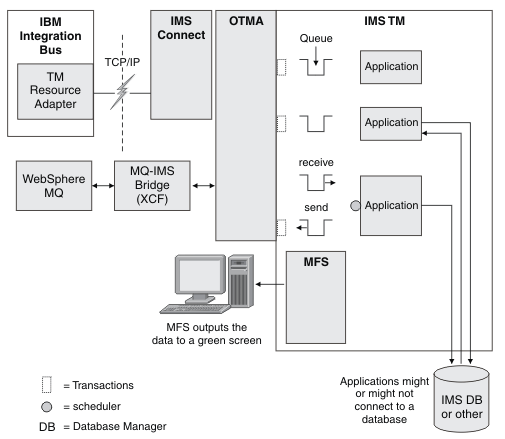 IBM
Integration
Bus
TM
Resource
Adapter
TCP/IP
IMS
Connect
OTMA
IMS TM
Queue
Application
Application
receive
send
Application
WebSphere
MQ
MQ-IMS
Bridge
(XCF)
MFS
MFS outputs the
data to a green screen
Applications might
or might not
connect to a
database
IMS DB
or other
= Transactions
= scheduler
DB = Database Manager